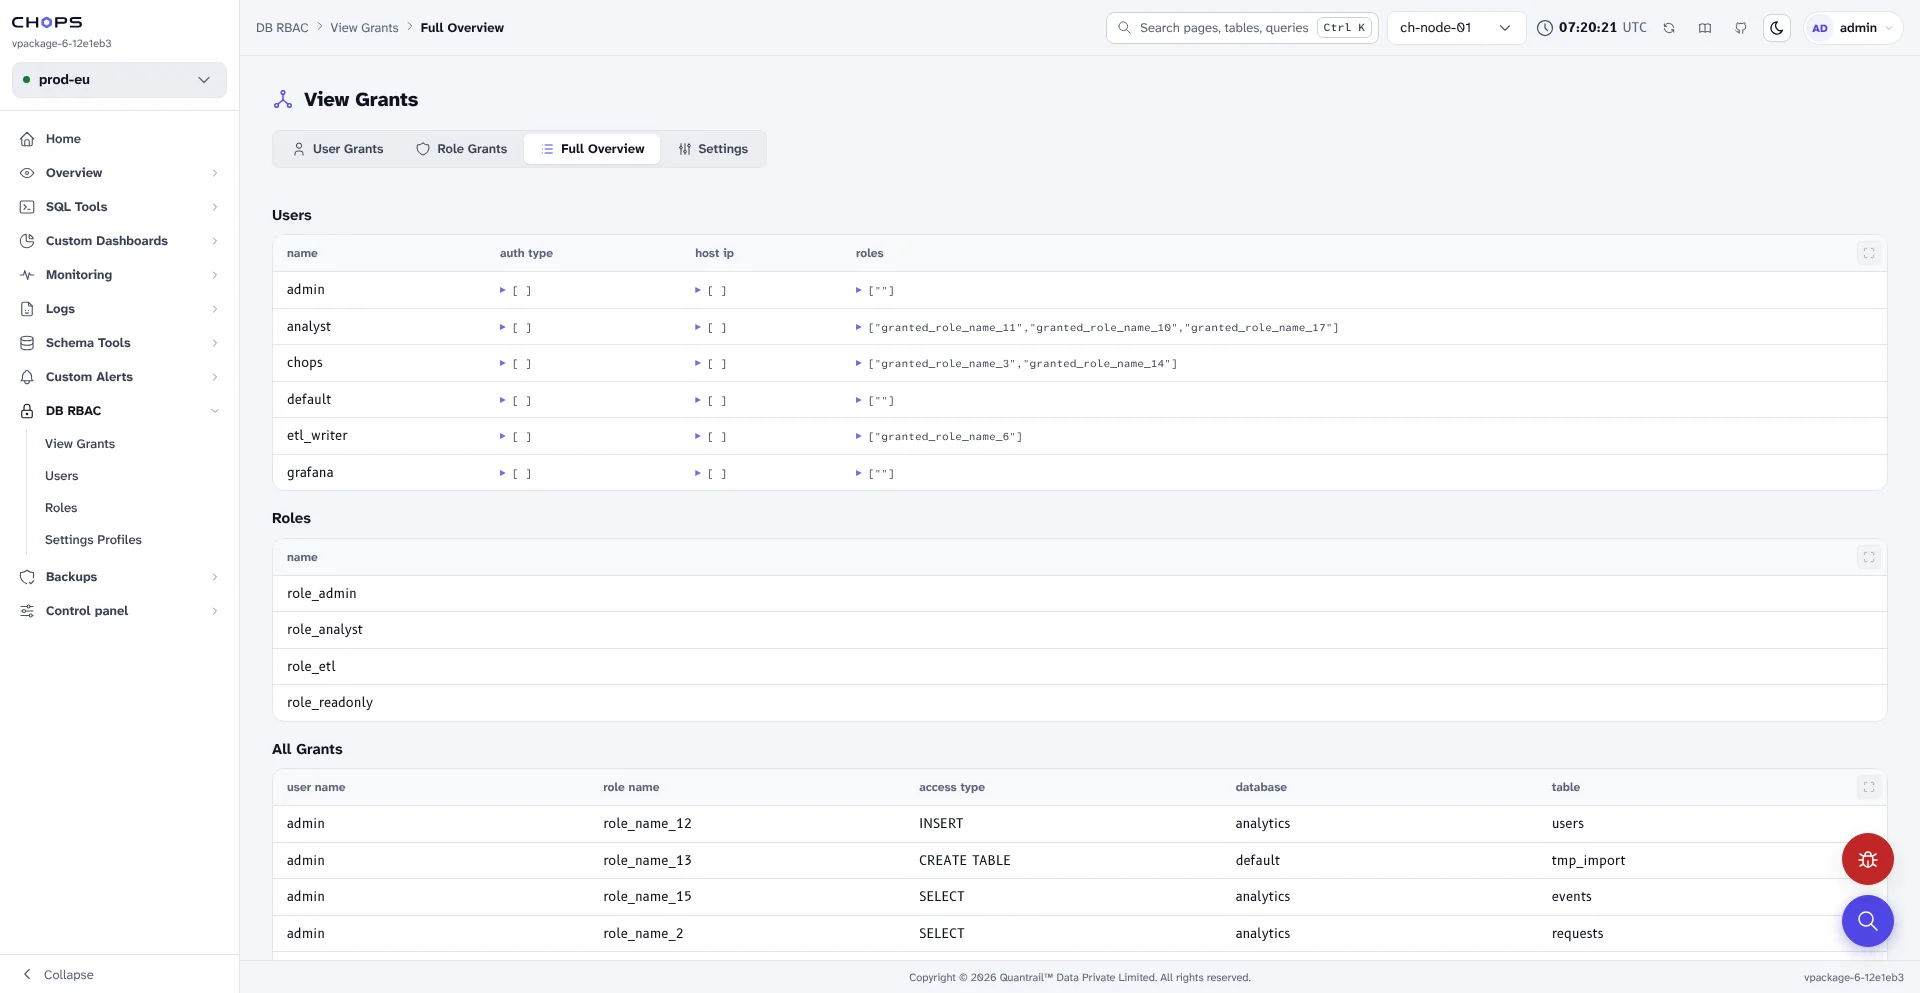 CHOPS
vpackage-6-12e1eb3
prod-eu
Home
Overview
SQL Tools
Custom Dashboards
Monitoring
Logs
Schema Tools
Custom Alerts
DB RBAC
View Grants
Users
Roles
Settings Profiles
Backups
Control panel
Collapse
DB RBAC > View Grants > Full Overview
Search pages, tables, queries Ctrl K
ch-node-01
07:20:21 UTC
AD admin
View Grants
User Grants Role Grants Full Overview Settings
Users
name auth type host ip roles
admin [ ] [ ] [""]
analyst [ ] [ ] ["granted_role_name_11","granted_role_name_10","granted_role_name_17"]
chops [ ] [ ] ["granted_role_name_3","granted_role_name_14"]
default [ ] [ ] [""]
etl_writer [ ] [ ] ["granted_role_name_6"]
grafana [ ] [ ] [""]
Roles
name
role_admin
role_analyst
role_etl
role_readonly
All Grants
user name role name access type database table
admin role_name_12 INSERT analytics users
admin role_name_13 CREATE TABLE default tmp_import
admin role_name_15 SELECT analytics events
admin role_name_2 SELECT analytics requests
Copyright © 2026 Quantrail™ Data Private Limited. All rights reserved.
vpackage-6-12e1eb3